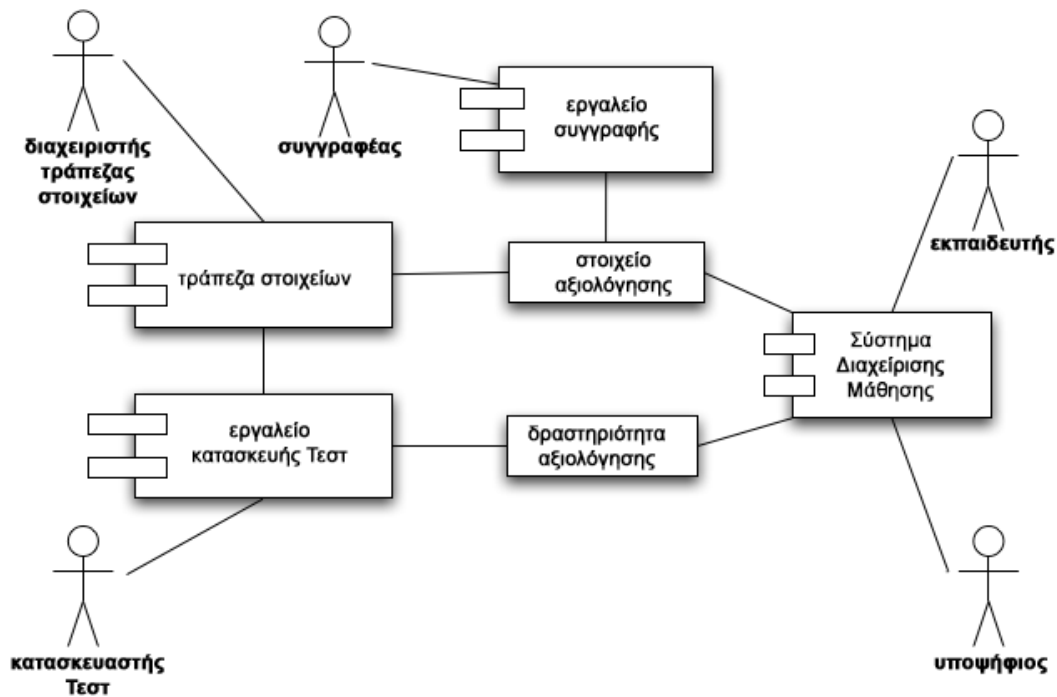 διαχειριστής
τράπεζας
στοιχείων
συγγραφέας
εργαλείο
συγγραφής
εκπαιδευτής
τράπεζα στοιχείων
στοιχείο
αξιολόγησης
Σύστημα
Διαχείρισης
Μάθησης
εργαλείο
κατασκευής Τεστ
δραστηριότητα
αξιολόγησης
κατασκευαστής
Τεστ
υποψήφιος